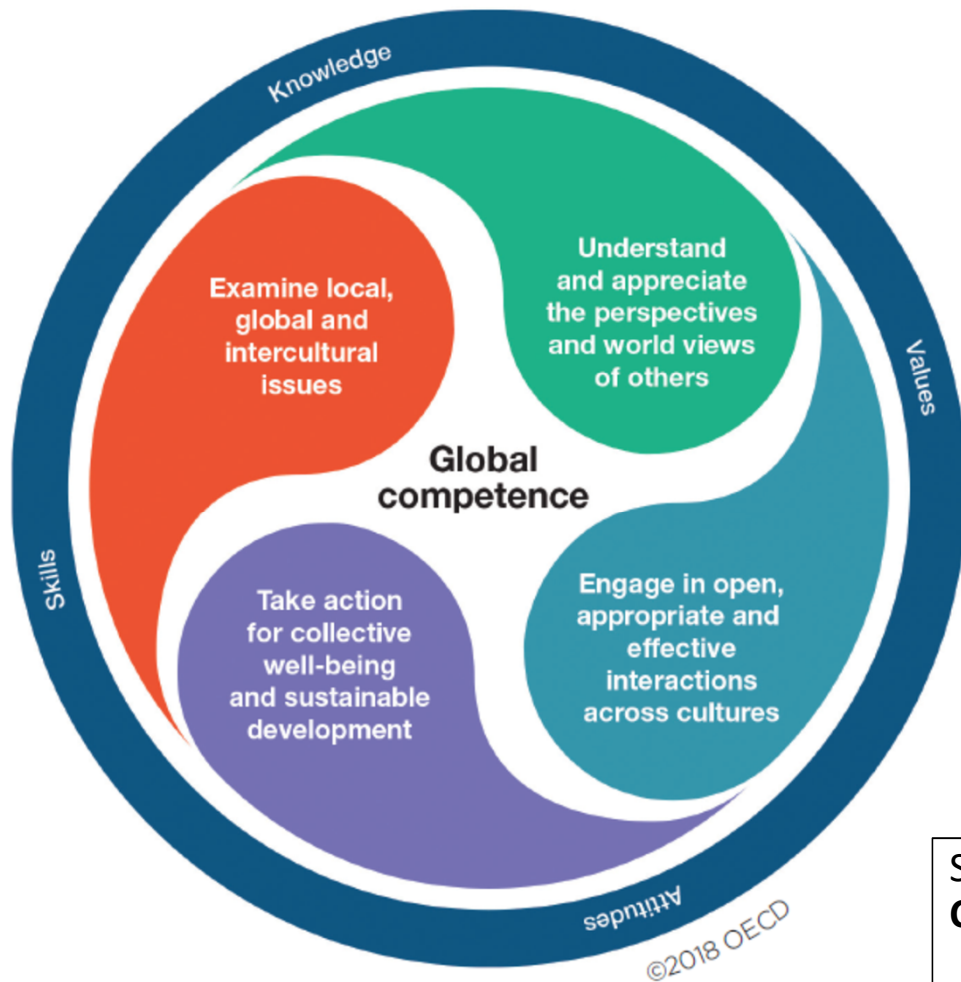 Knowledge
Examine local,
global and
intercultural
issues
Understand
and appreciate
the perspectives
and world views
of others
Values
Global
competence
Skills
Take action
for collective
well-being
and sustainable
development
Engage in open,
appropriate and
effective
interactions
across cultures
Attitudes
©2018 OECD